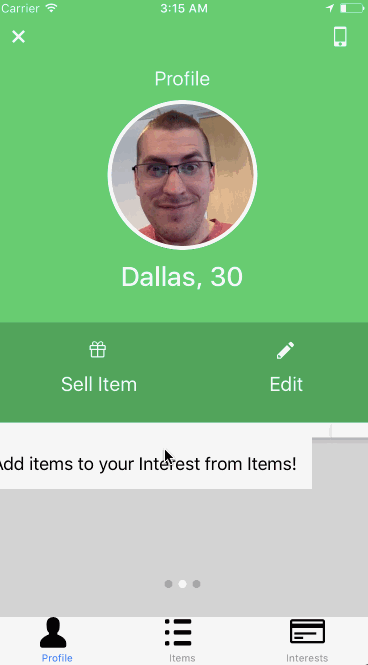 Carrier 3:15 AM
Profile
Dallas, 30
Sell Item Edit
Add items to your Interest from Items!
Profile Items Interests